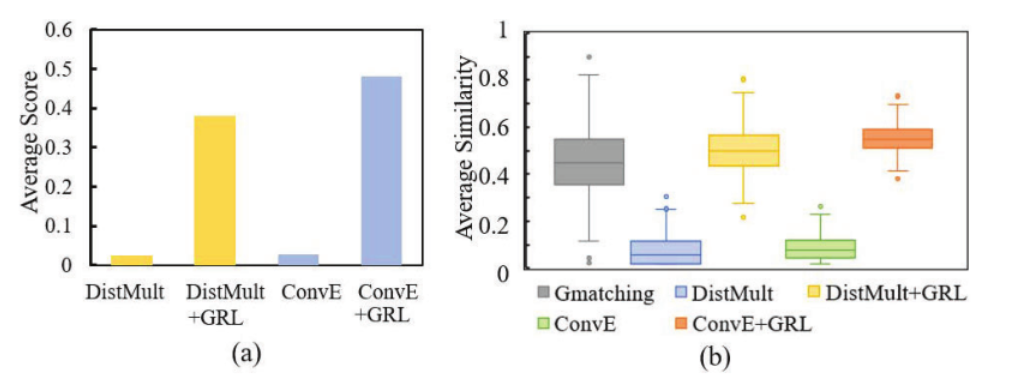 0.6
0.5
0.4
0.3
0.2
0.1
0
Average Score
DistMult
DistMult
+GRL
ConvE
ConvE
+GRL
(a)
1
0.8
0.6
0.4
0.2
0
Average Similarity
Gmatching
DistMult
DistMult+GRL
ConvE
ConvE+GRL
(b)